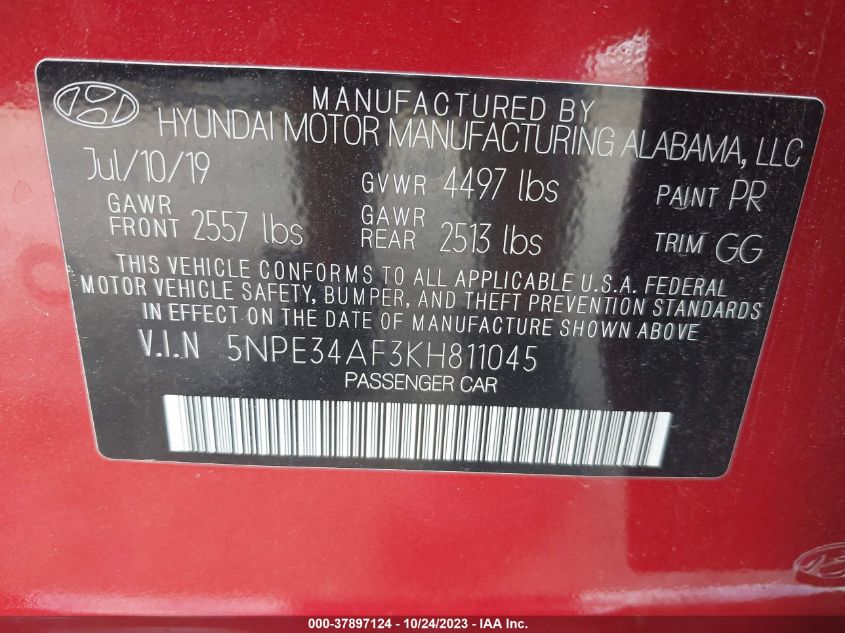 MANUFACTURED BY
HYUNDAI MOTOR MANUFACTURING ALABAMA, LLC
Jul/10/19 GVWR 4497 lbs PAINT PR
GAWR FRONT 2557 lbs GAWR REAR 2513 lbs TRIM GG
THIS VEHICLE CONFORMS TO ALL APPLICABLE U.S.A. FEDERAL
MOTOR VEHICLE SAFETY, BUMPER, AND THEFT PREVENTION STANDARDS
IN EFFECT ON THE DATE OF MANUFACTURE SHOWN ABOVE
V.I.N 5NPE34AF3KH811045
PASSENGER CAR
000-37897124 - 10/24/2023 - IAA Inc.